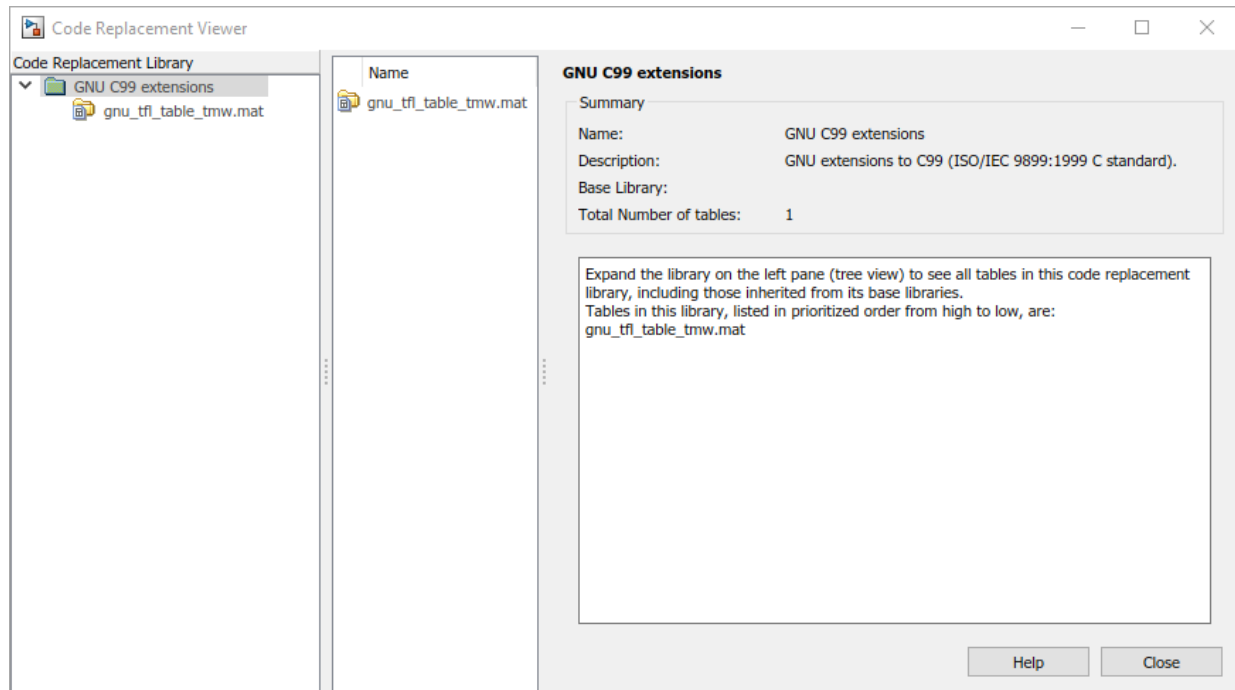 Code Replacement Viewer
Code Replacement Library
GNU C99 extensions
gnu_tfl_table_tmw.mat
Name
gnu_tfl_table_tmw.mat
GNU C99 extensions
Summary
Name: GNU C99 extensions
Description: GNU extensions to C99 (ISO/IEC 9899:1999 C standard).
Base Library:
Total Number of tables: 1
Expand the library on the left pane (tree view) to see all tables in this code replacement
library, including those inherited from its base libraries.
Tables in this library, listed in prioritized order from high to low, are:
gnu_tfl_table_tmw.mat
Help Close